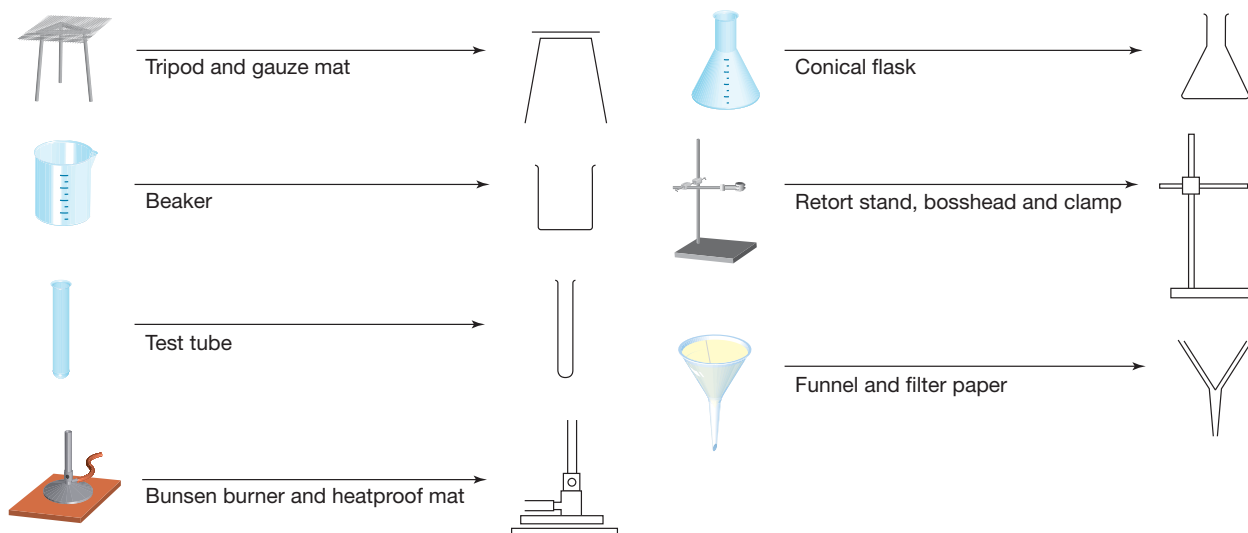 Tripod and gauze mat
Beaker
Test tube
Bunsen burner and heatproof mat
Conical flask
Retort stand, bosshead and clamp
Funnel and filter paper